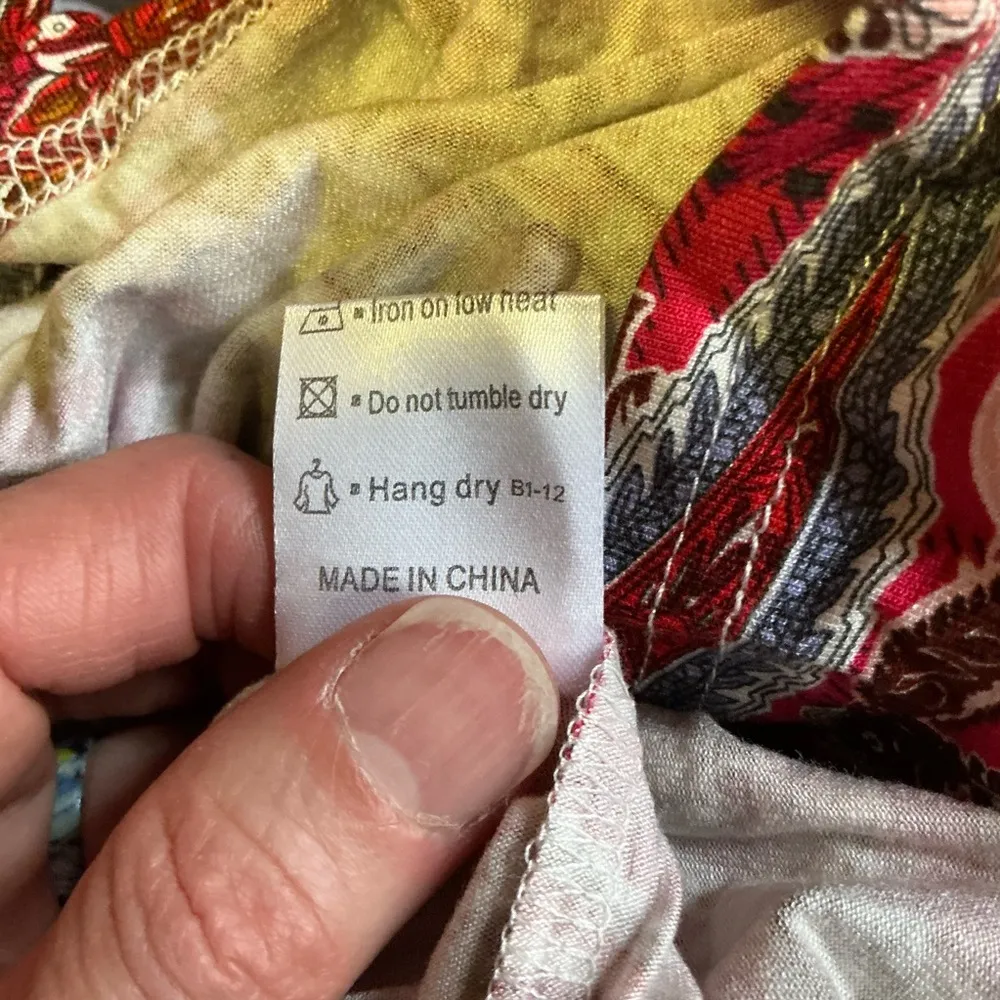 Iron on low heat
Do not tumble dry
Hang dry B1-12
MADE IN CHINA